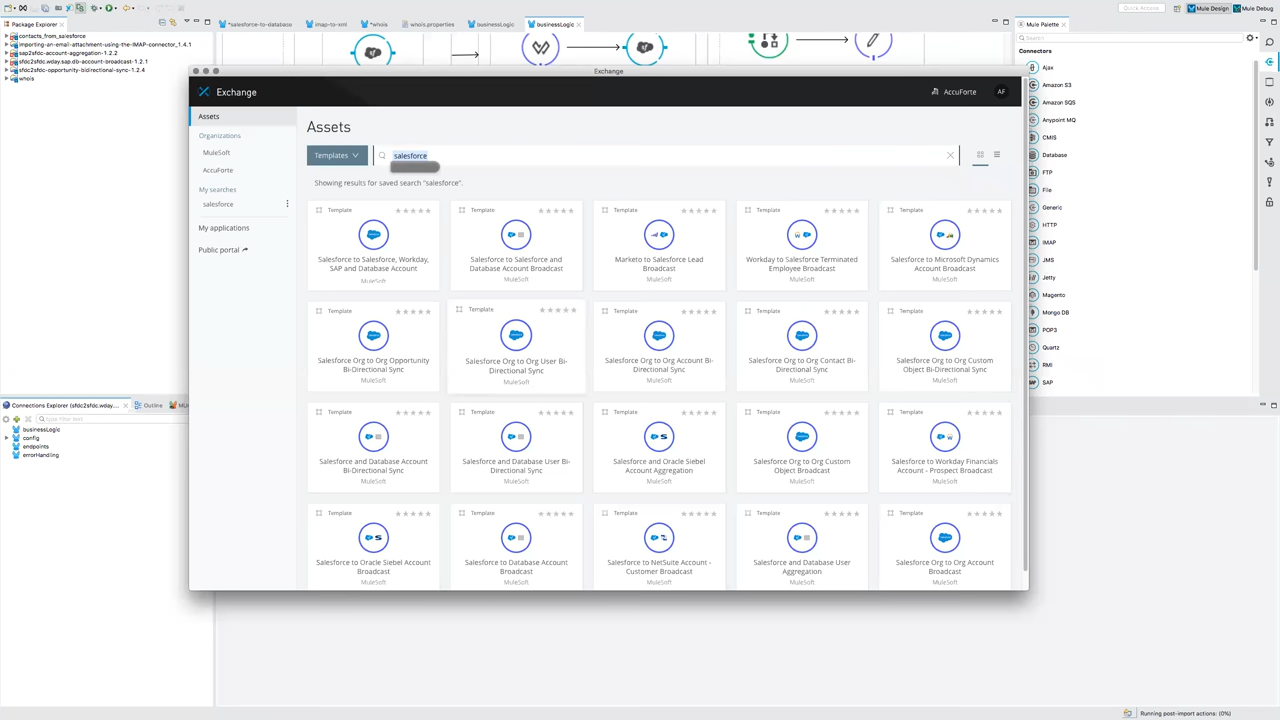 Quick Access
Mule Design
Mule Debug
Package Explorer
*salesforce-to-database
imap-to-xml
*whois
whois.properties
businessLogic
businessLogic
Mule Palette
contacts_from_salesforce
importing-an-email-attachment-using-the-IMAP-connector_1.4.1
sap2sfdc-account-aggregation-1.2.2
sfdc2sfdc.wday.sap.db-account-broadcast-1.2.1
sfdc2sfdc-opportunity-bidirectional-sync-1.2.4
whois
Search
Connectors
Ajax
Amazon S3
Amazon SQS
Anypoint MQ
CMIS
Database
FTP
File
Generic
HTTP
IMAP
JMS
Jetty
Magento
Mongo DB
POP3
Quartz
RMI
SAP
Exchange
Exchange
AccuForte
AF
Assets
Organizations
MuleSoft
AccuForte
My searches
salesforce
My applications
Public portal
Assets
Templates
salesforce
Showing results for saved search "salesforce".
Template
Salesforce to Salesforce, Workday,
SAP and Database Account
MuleSoft
Template
Salesforce to Salesforce and
Database Account Broadcast
MuleSoft
Template
Marketo to Salesforce Lead
Broadcast
MuleSoft
Template
Workday to Salesforce Terminated
Employee Broadcast
MuleSoft
Template
Salesforce to Microsoft Dynamics
Account Broadcast
MuleSoft
Template
Salesforce Org to Org Opportunity
Bi-Directional Sync
MuleSoft
Template
Salesforce Org to Org User Bi-
Directional Sync
MuleSoft
Template
Salesforce Org to Org Account Bi-
Directional Sync
MuleSoft
Template
Salesforce Org to Org Contact Bi-
Directional Sync
MuleSoft
Template
Salesforce Org to Org Custom
Object Bi-Directional Sync
MuleSoft
Template
Salesforce and Database Account
Bi-Directional Sync
MuleSoft
Template
Salesforce and Database User Bi-
Directional Sync
MuleSoft
Template
Salesforce and Oracle Siebel
Account Aggregation
MuleSoft
Template
Salesforce Org to Org Custom
Object Broadcast
MuleSoft
Template
Salesforce to Workday Financials
Account - Prospect Broadcast
MuleSoft
Template
Salesforce to Oracle Siebel Account
Broadcast
MuleSoft
Template
Salesforce to Database Account
Broadcast
MuleSoft
Template
Salesforce to NetSuite Account -
Customer Broadcast
MuleSoft
Template
Salesforce and Database User
Aggregation
MuleSoft
Template
Salesforce Org to Org Account
Broadcast
MuleSoft
Connections Explorer (sfdc2sfdc.wday....
Outline
MU
type filter text
businessLogic
config
endpoints
errorHandling
Running post-import actions: (0%)